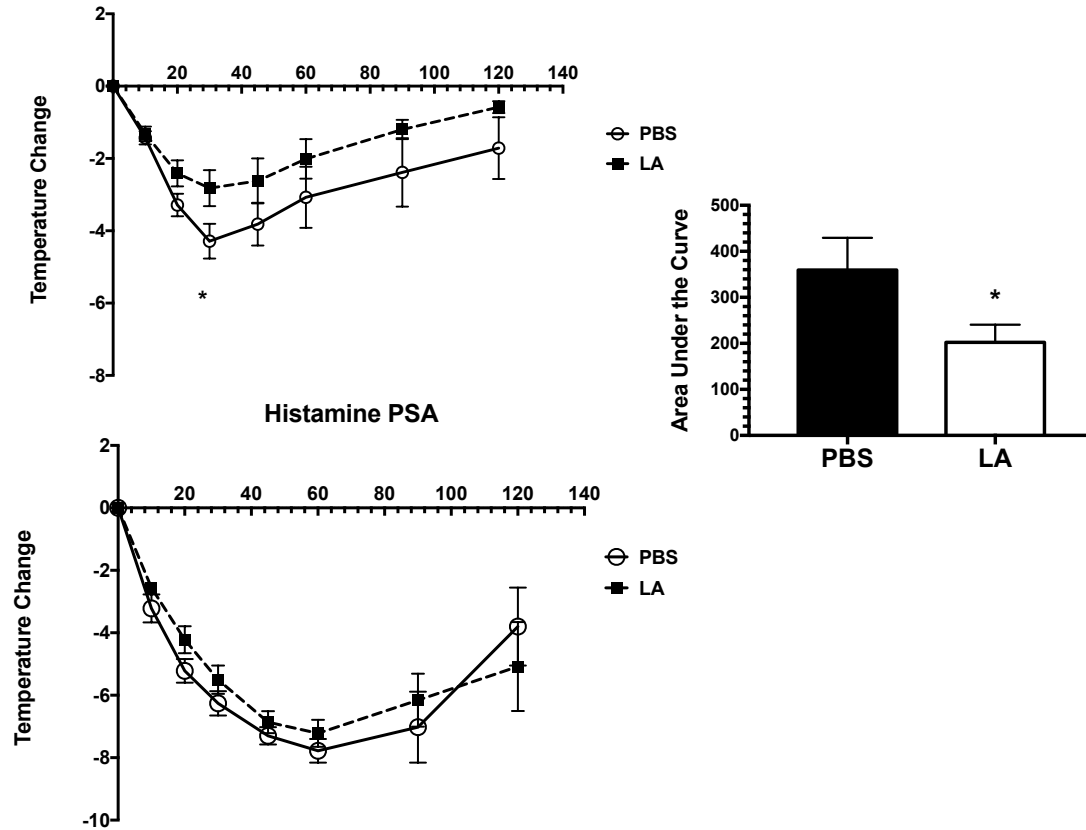 2
20 40 60 80 100 120 140
0
-2
-4
-6
-8
Temperature Change
PBS
LA
500
400
300
200
100
0
Area Under the Curve
*
PBS LA
*
Histamine PSA
2
20 40 60 80 100 120 140
0
-2
-4
-6
-8
-10
Temperature Change
PBS
LA